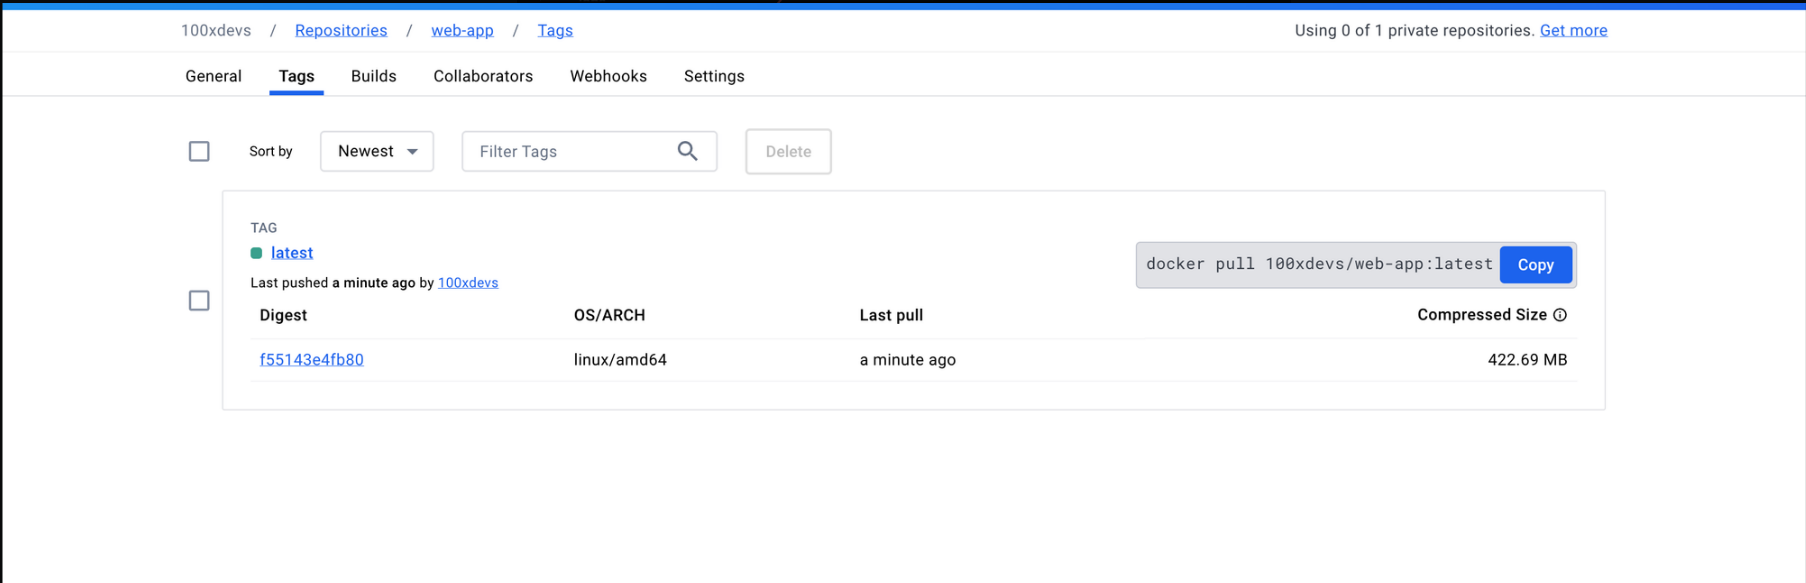 100xdevs / Repositories / web-app / Tags
Using 0 of 1 private repositories. Get more
General Tags Builds Collaborators Webhooks Settings
Sort by Newest Filter Tags Delete
TAG
latest
docker pull 100xdevs/web-app:latest Copy
Last pushed a minute ago by 100xdevs
Digest OS/ARCH Last pull Compressed Size
f55143e4fb80 linux/amd64 a minute ago 422.69 MB